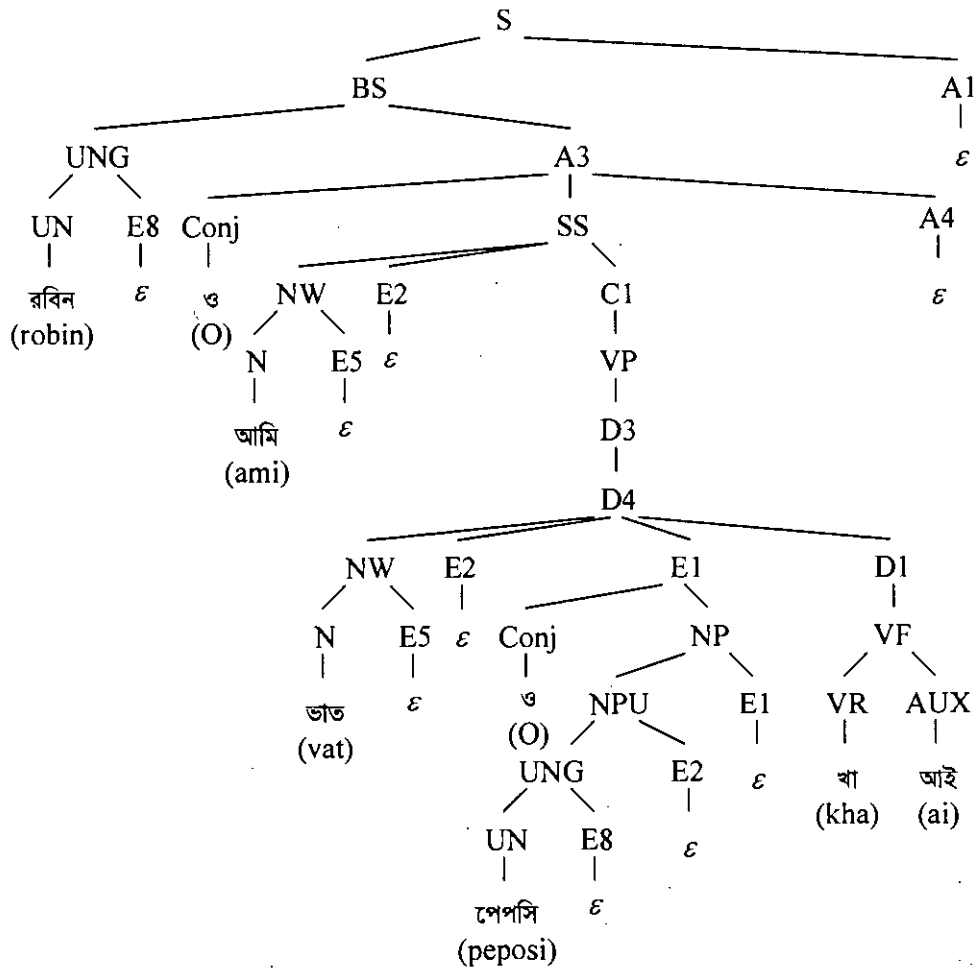 S
BS A1
UNG A3 ε
UN E8 Conj SS A4
রবিন ε ও NW E2 C1 ε
(robin) (O)
N E5 ε VP
আমি ε D3
(ami)
D4
NW E2 E1 D1
N E5 ε Conj NP VF
ভাত ε ও NPU E1 VR AUX
(vat) (O)
UNG E2 ε খা আই
(kha) (ai)
UN E8 ε
পেপসি ε
(peposi)